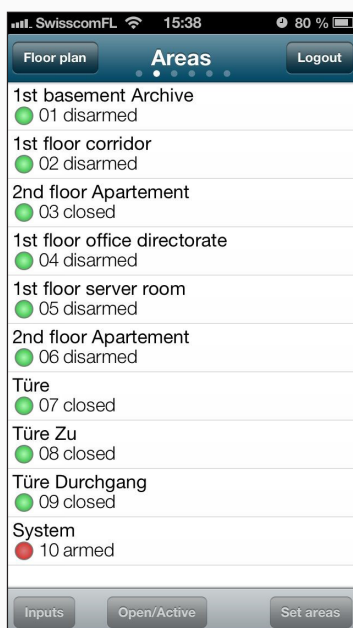 SwisscomFL 15:38 80 %
Floor plan Areas Logout
1st basement Archive
01 disarmed
1st floor corridor
02 disarmed
2nd floor Apartement
03 closed
1st floor office directorate
04 disarmed
1st floor server room
05 disarmed
2nd floor Apartement
06 disarmed
Türe
07 closed
Türe Zu
08 closed
Türe Durchgang
09 closed
System
10 armed
Inputs Open/Active Set areas